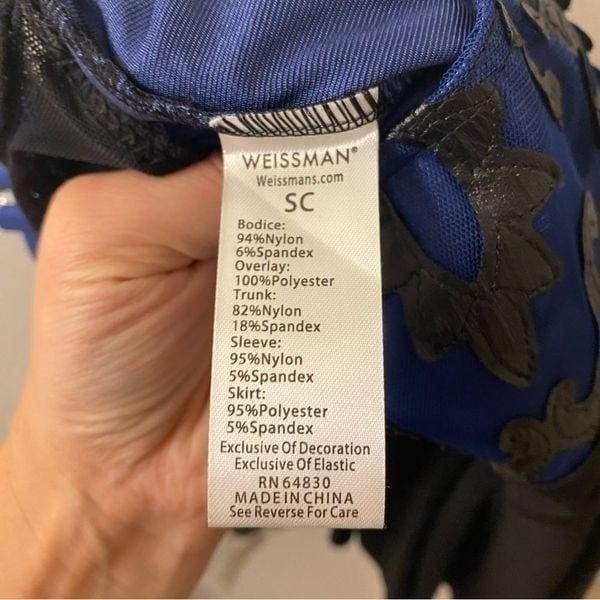 WEISSMAN®
Weissmans.com
SC
Bodice:
94%Nylon
6%Spandex
Overlay:
100%Polyester
Trunk:
82%Nylon
18%Spandex
Sleeve:
95%Nylon
5%Spandex
Skirt:
95%Polyester
5%Spandex
Exclusive Of Decoration
Exclusive Of Elastic
RN 64830
MADE IN CHINA
See Reverse For Care